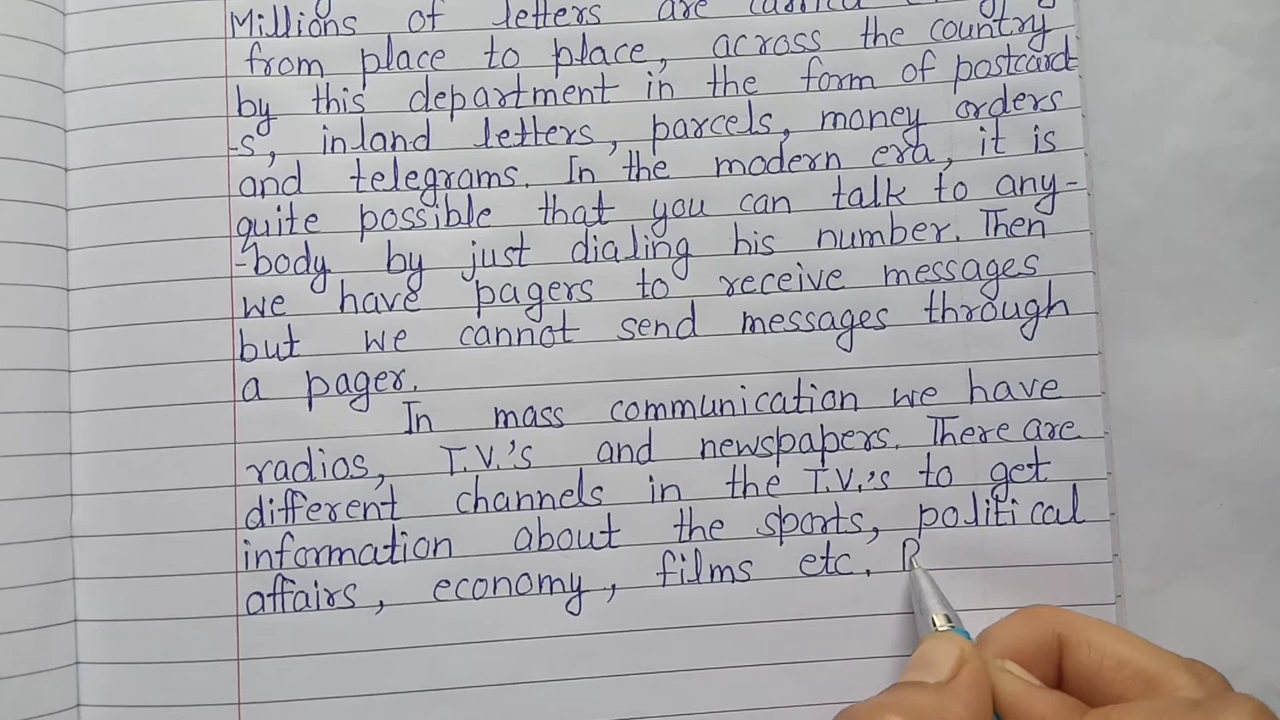 Millions of letters are
from place to place, across the country
by this department in the form of postcard
-s, inland letters, parcels, money orders
and telegrams. In the modern era, it is
quite possible that you can talk to any-
-body by just dialing his number. Then
we have pagers to receive messages
but we cannot send messages through
a pager.
In mass communication we have
radios, T.V.'s and newspapers. There are
different channels in the T.V.'s to get
information about the sports, political
affairs, economy, films etc.